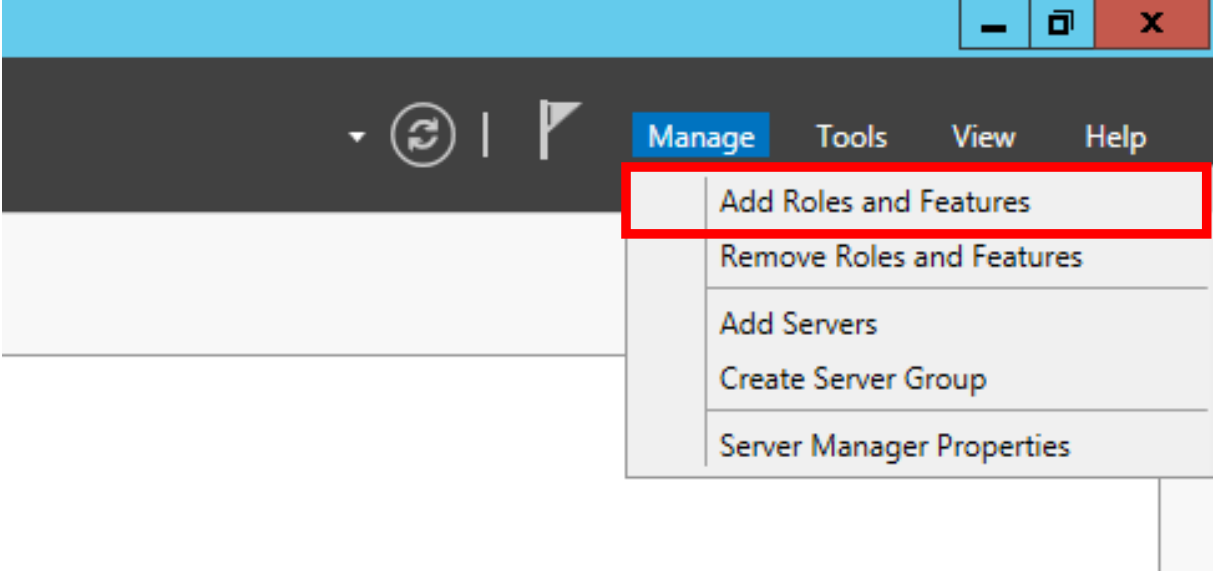 Manage Tools View Help
Add Roles and Features
Remove Roles and Features
Add Servers
Create Server Group
Server Manager Properties